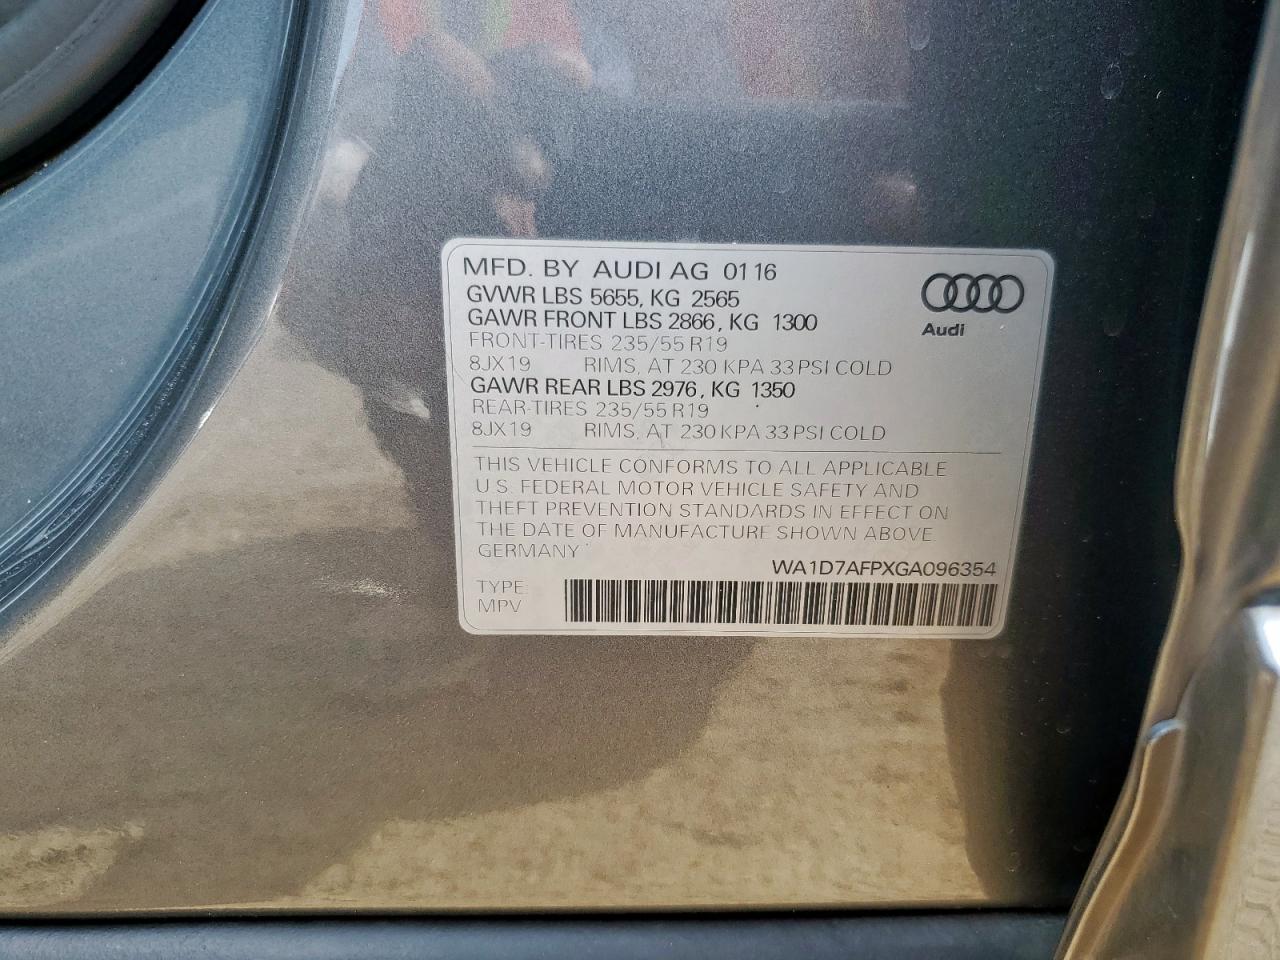 MFD. BY AUDI AG 01 16
GVWR LBS 5655, KG 2565
GAWR FRONT LBS 2866, KG 1300
FRONT-TIRES 235/55 R19
8JX19 RIMS, AT 230 KPA 33 PSI COLD
GAWR REAR LBS 2976, KG 1350
REAR-TIRES 235/55 R19
8JX19 RIMS, AT 230 KPA 33 PSI COLD
Audi
THIS VEHICLE CONFORMS TO ALL APPLICABLE
U.S. FEDERAL MOTOR VEHICLE SAFETY AND
THEFT PREVENTION STANDARDS IN EFFECT ON
THE DATE OF MANUFACTURE SHOWN ABOVE
GERMANY
WA1D7AFPXGA096354
TYPE:
MPV